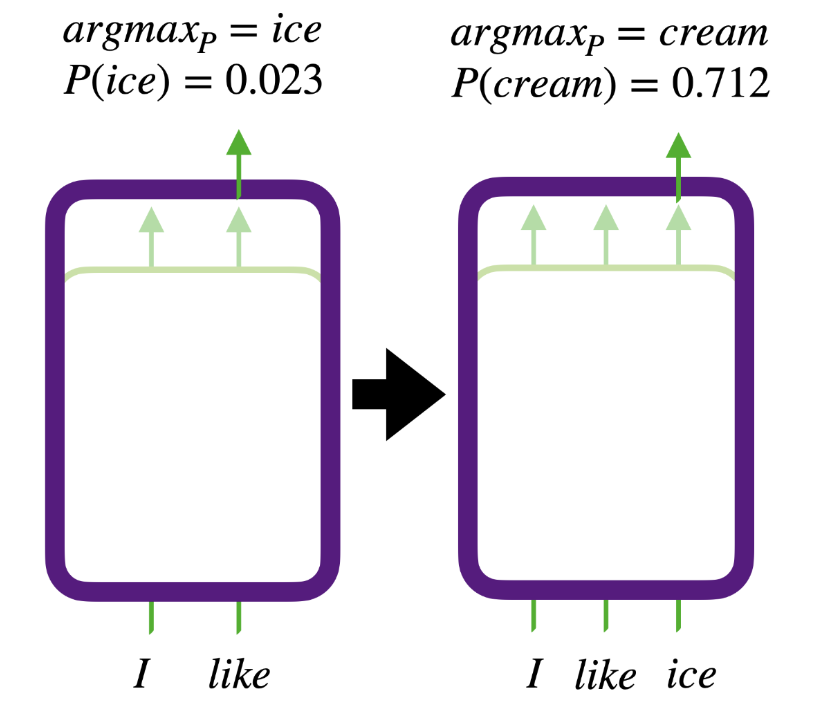 argmax_P = ice
P(ice) = 0.023
argmax_P = cream
P(cream) = 0.712
I like
I like ice